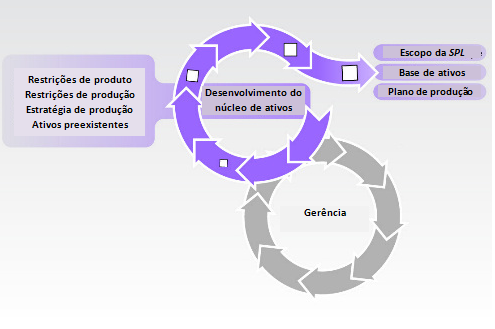 Restrições de produto
Restrições de produção
Estratégia de produção
Ativos preexistentes
Desenvolvimento do
núcleo de ativos
Escopo da SPL
Base de ativos
Plano de produção
Gerência